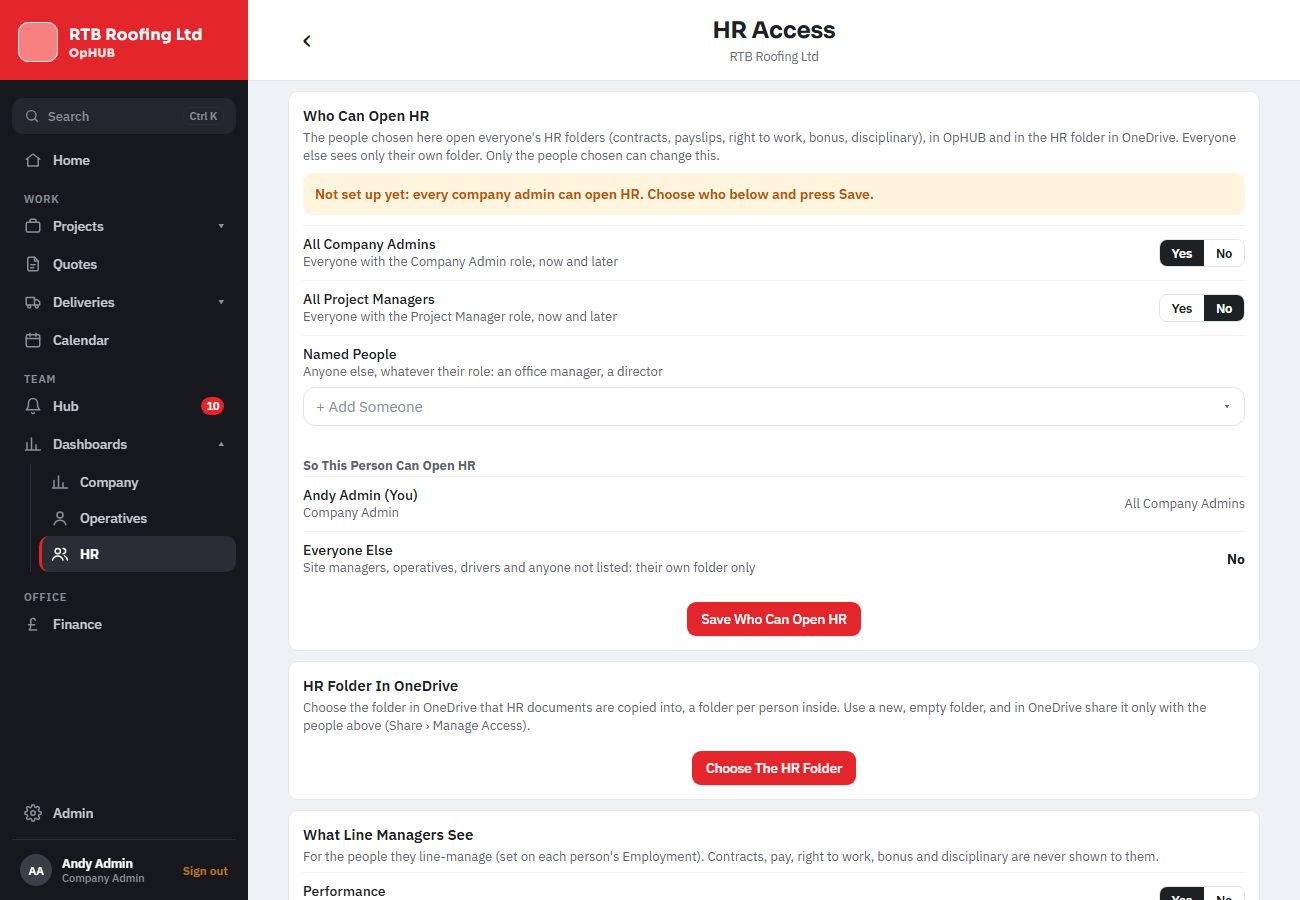 RTB Roofing Ltd
OpHUB
Search
Ctrl K
Home
WORK
Projects
Quotes
Deliveries
Calendar
TEAM
Hub
10
Dashboards
Company
Operatives
HR
OFFICE
Finance
Admin
AA
Andy Admin
Company Admin
Sign out
HR Access
RTB Roofing Ltd
Who Can Open HR
The people chosen here open everyone's HR folders (contracts, payslips, right to work, bonus, disciplinary), in OpHUB and in the HR folder in OneDrive. Everyone
else sees only their own folder. Only the people chosen can change this.
Not set up yet: every company admin can open HR. Choose who below and press Save.
All Company Admins
Everyone with the Company Admin role, now and later
Yes No
All Project Managers
Everyone with the Project Manager role, now and later
Yes No
Named People
Anyone else, whatever their role: an office manager, a director
+ Add Someone
So This Person Can Open HR
Andy Admin (You)
Company Admin
All Company Admins
Everyone Else
Site managers, operatives, drivers and anyone not listed: their own folder only
No
Save Who Can Open HR
HR Folder In OneDrive
Choose the folder in OneDrive that HR documents are copied into, a folder per person inside. Use a new, empty folder, and in OneDrive share it only with the
people above (Share › Manage Access).
Choose The HR Folder
What Line Managers See
For the people they line-manage (set on each person's Employment). Contracts, pay, right to work, bonus and disciplinary are never shown to them.
Performance
Yes No